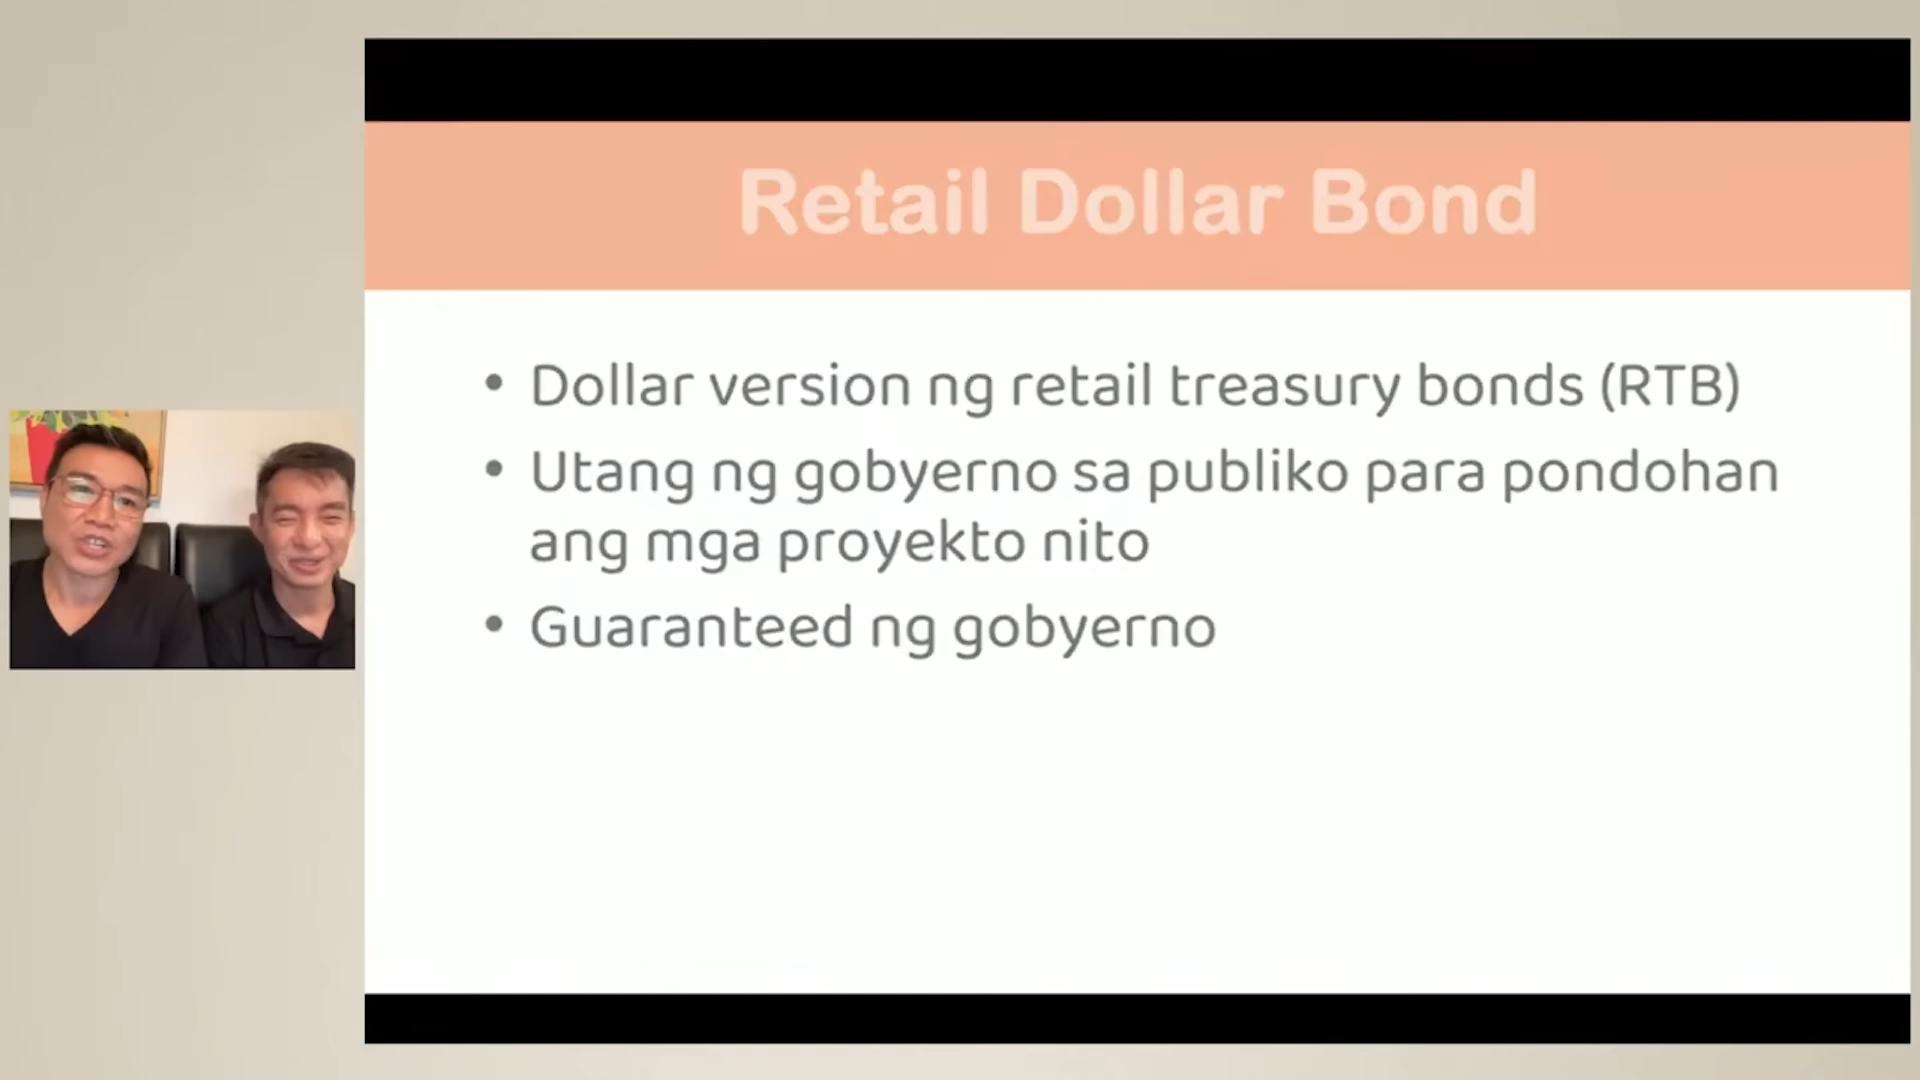 Retail Dollar Bond
• Dollar version ng retail treasury bonds (RTB)
• Utang ng gobyerno sa publiko para pondohan
ang mga proyekto nito
• Guaranteed ng gobyerno